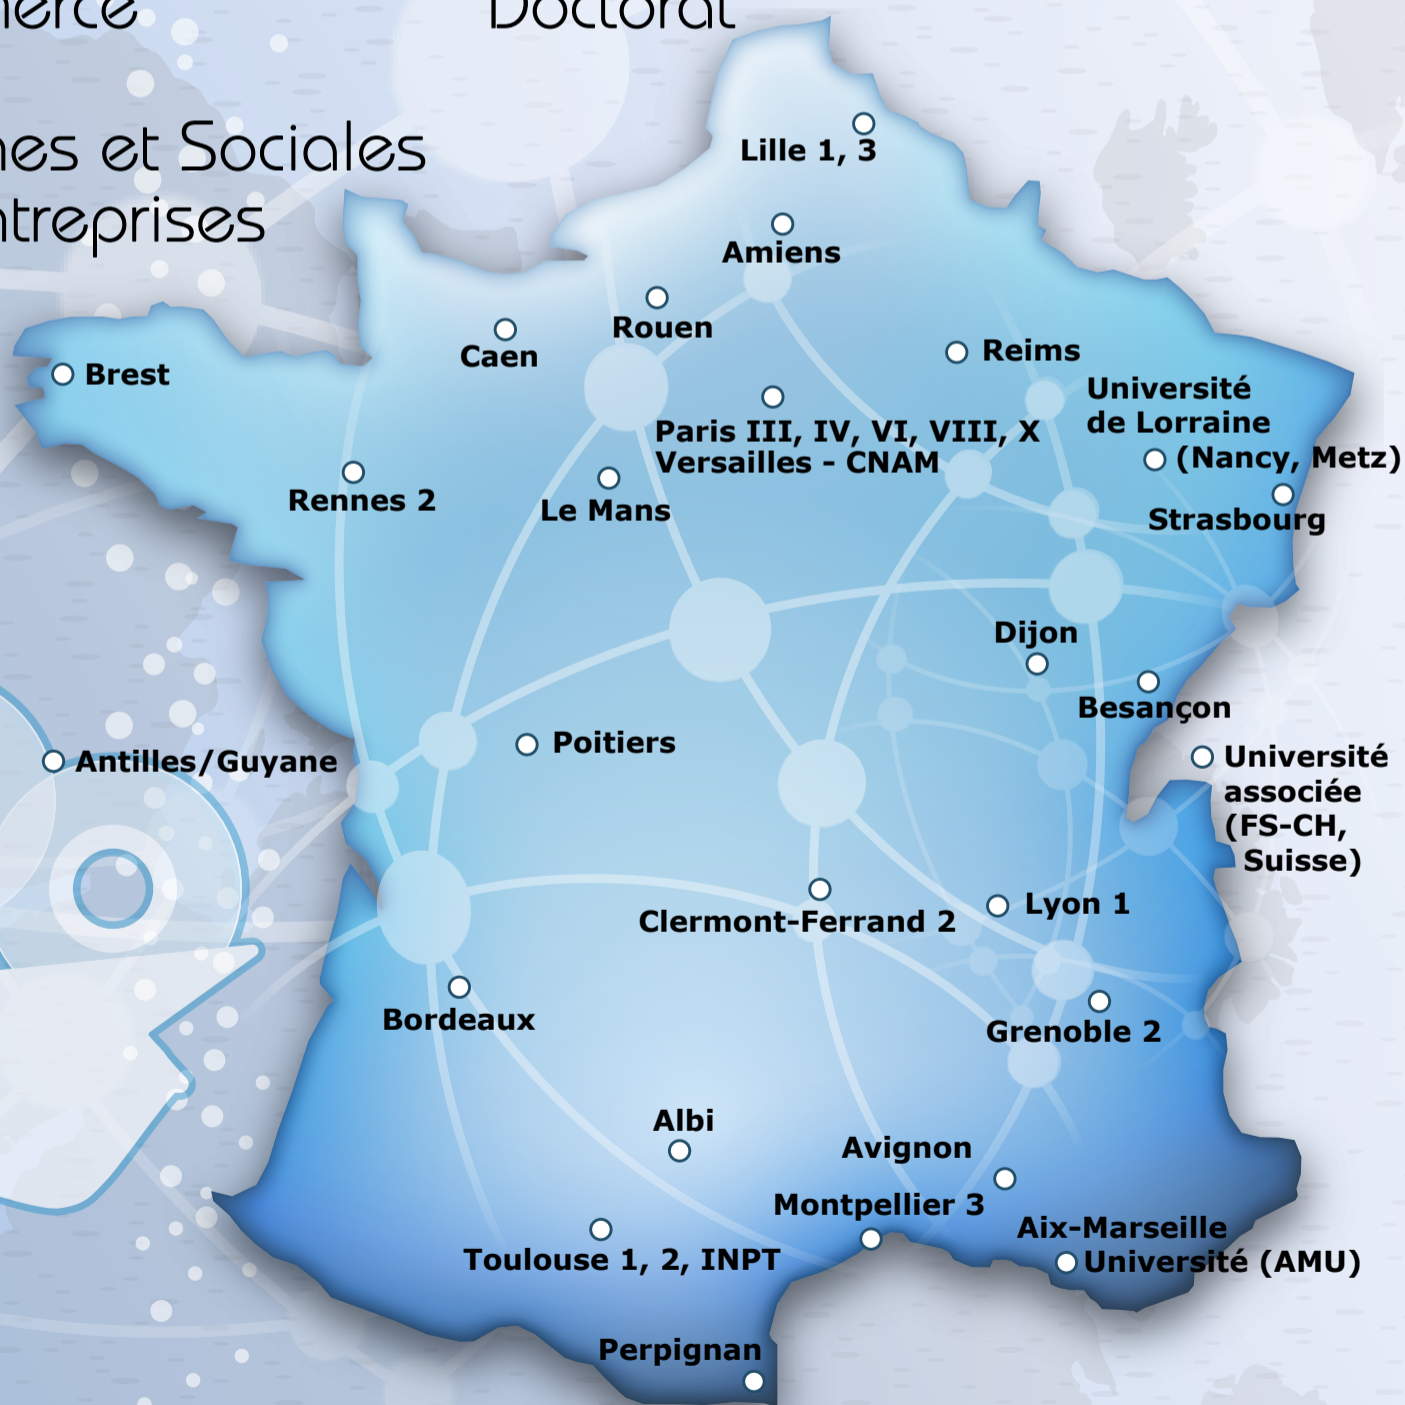 Doctorat
nes et Sociales
ntreprises
Lille 1, 3
Amiens
Rouen
Caen
Reims
Brest
Université
de Lorraine
(Nancy, Metz)
Paris III, IV, VI, VIII, X
Versailles - CNAM
Rennes 2
Le Mans
Strasbourg
Dijon
Besançon
Poitiers
Antilles/Guyane
Université
associée
(FS-CH,
Suisse)
Clermont-Ferrand 2
Lyon 1
Bordeaux
Grenoble 2
Albi
Avignon
Montpellier 3
Aix-Marseille
Université (AMU)
Toulouse 1, 2, INPT
Perpignan